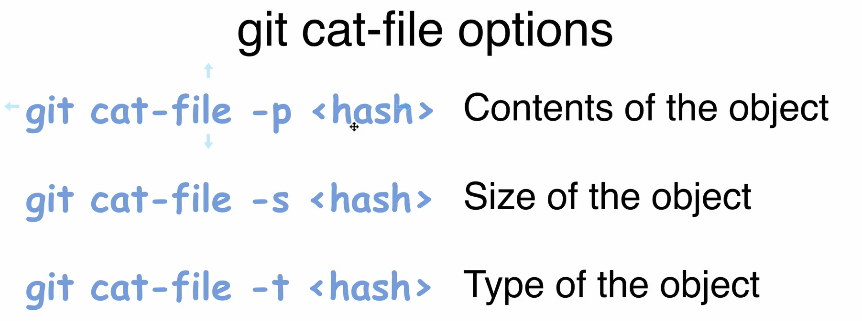 git cat-file options
git cat-file -p <hash> Contents of the object
git cat-file -s <hash> Size of the object
git cat-file -t <hash> Type of the object